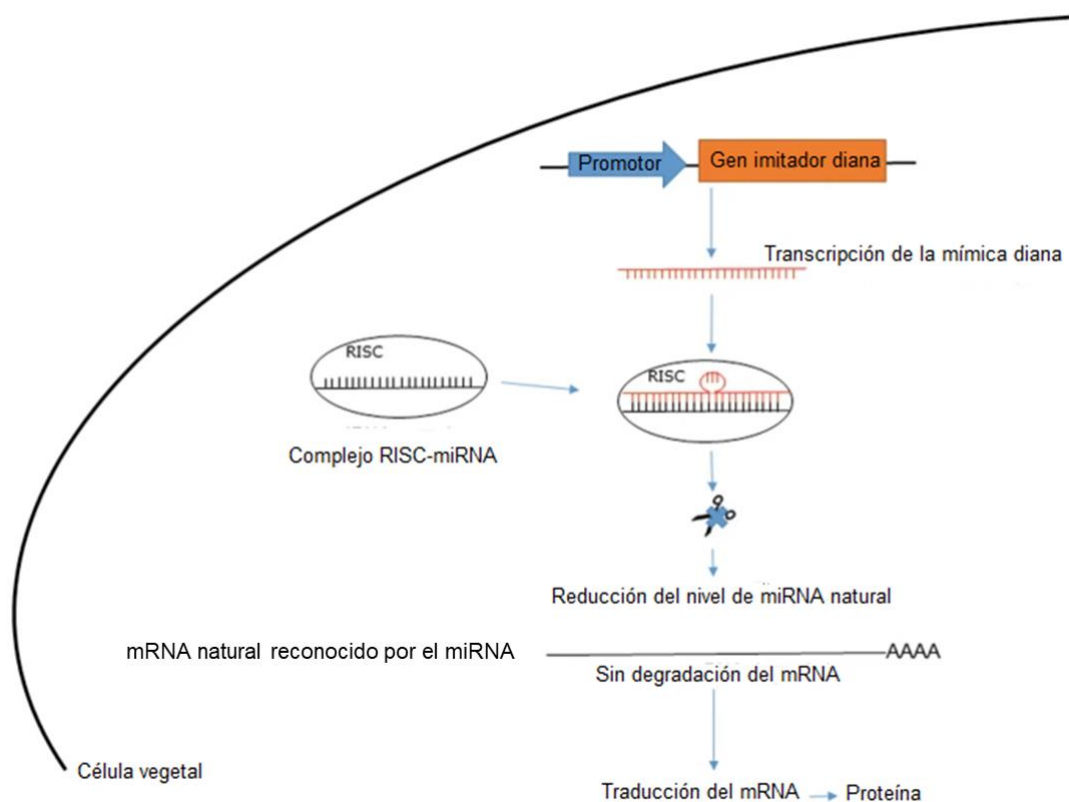 Promotor
Gen imitador diana
Transcripción de la mímica diana
RISC
RISC
Complejo RISC-miRNA
Reducción del nivel de miRNA natural
mRNA natural reconocido por el miRNA
AAAA
Sin degradación del mRNA
Célula vegetal
Traducción del mRNA
Proteína